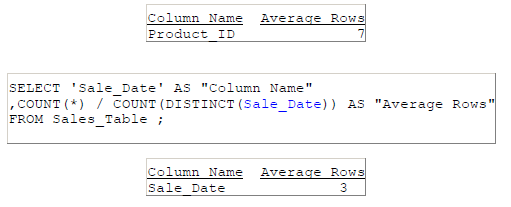 Column Name Average Rows
Product_ID 7
SELECT 'Sale_Date' AS "Column Name"
,COUNT(*) / COUNT(DISTINCT(Sale_Date)) AS "Average Rows"
FROM Sales_Table ;
Column Name Average Rows
Sale_Date 3